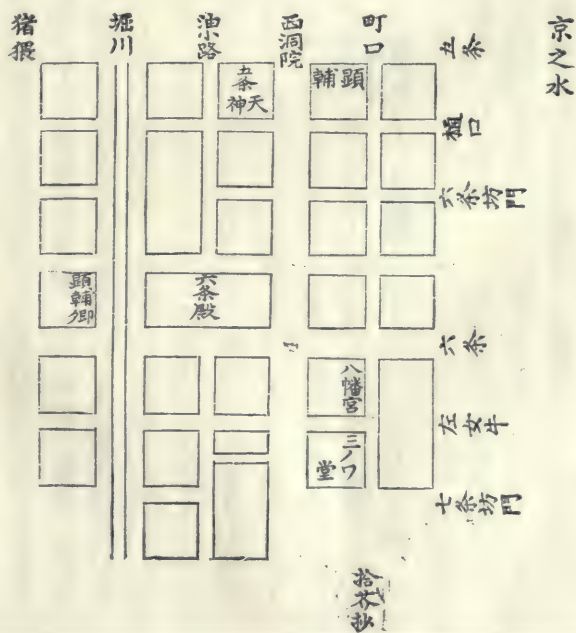 京之水
五条
樋口
六条坊門
六条
左女牛
七条坊門
町口
西洞院
油小路
堀川
猪猥
顕輔
五条天神
六条殿
顕輔卿
八幡宮
三ノワ堂
拾芥抄